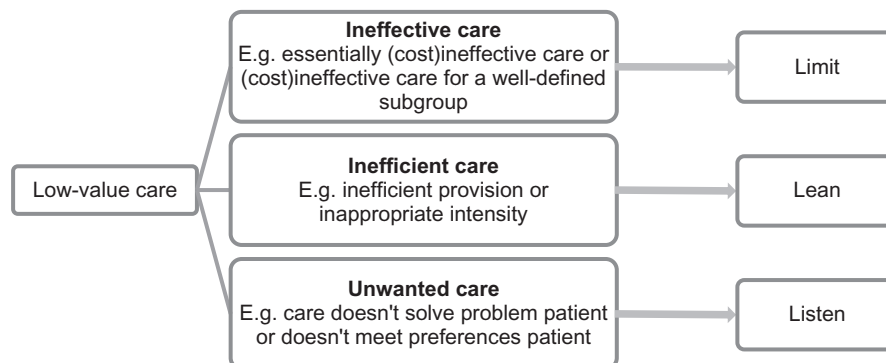 Low-value care
Ineffective care
E.g. essentially (cost)ineffective care or
(cost)ineffective care for a well-defined
subgroup
Limit
Inefficient care
E.g. inefficient provision or
inappropriate intensity
Lean
Unwanted care
E.g. care doesn't solve problem patient
or doesn't meet preferences patient
Listen